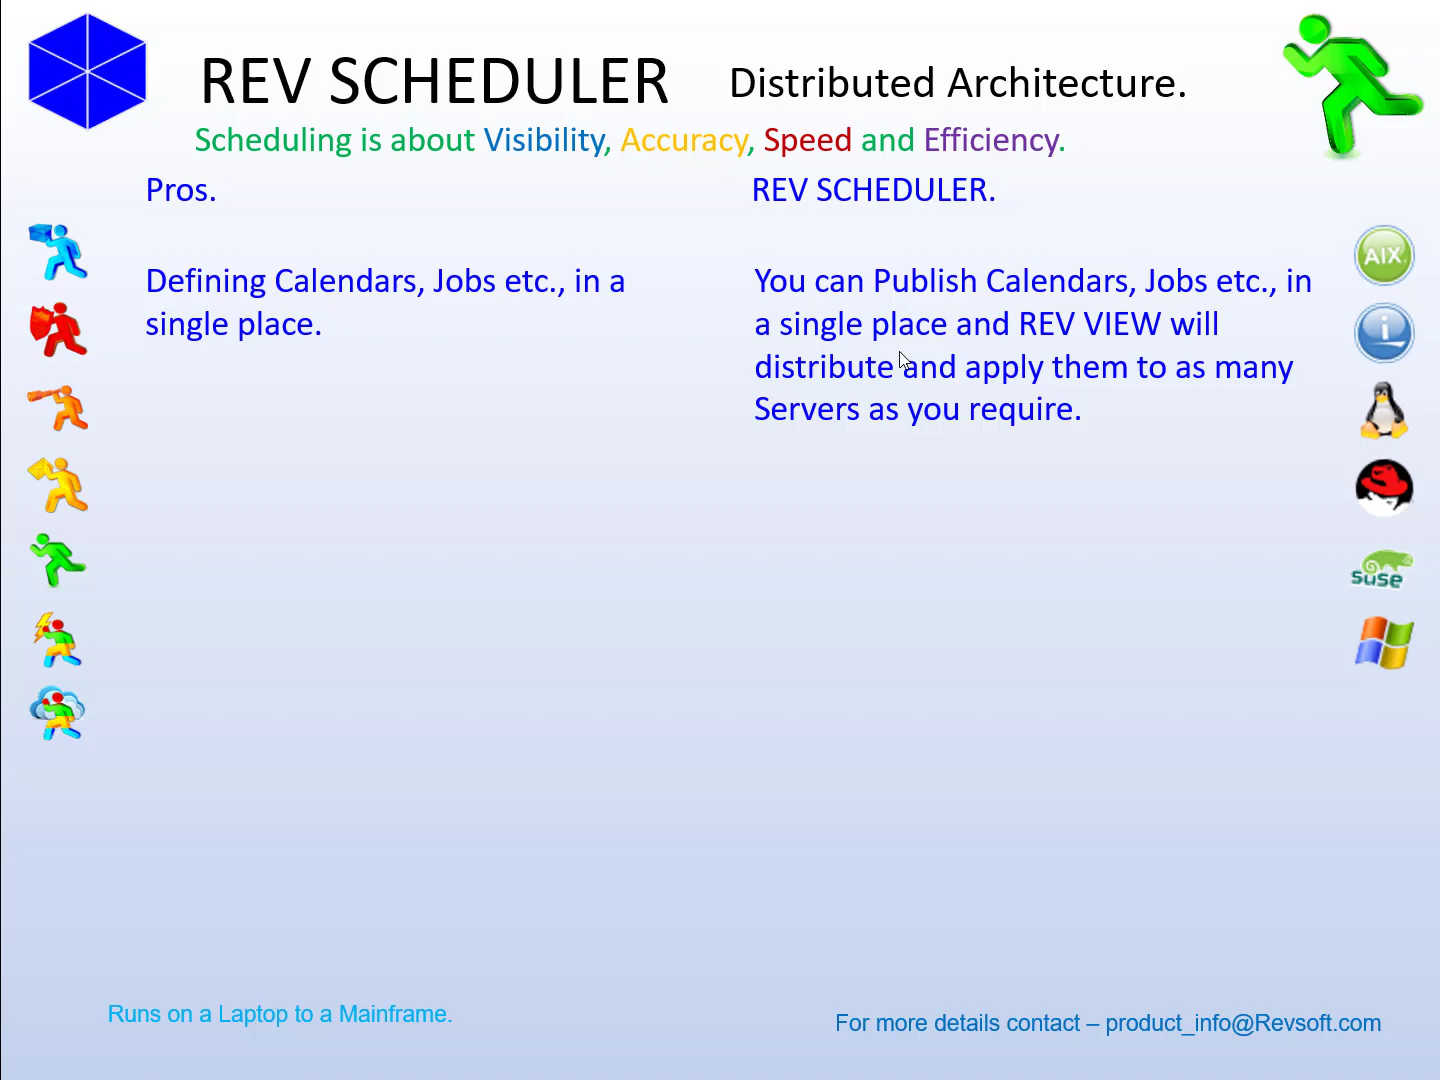 REV SCHEDULER Distributed Architecture.
Scheduling is about Visibility, Accuracy, Speed and Efficiency.
Pros.
Defining Calendars, Jobs etc., in a
single place.
REV SCHEDULER.
You can Publish Calendars, Jobs etc., in
a single place and REV VIEW will
distribute and apply them to as many
Servers as you require.
AIX
i
SUSE
Runs on a Laptop to a Mainframe.
For more details contact – product_info@Revsoft.com